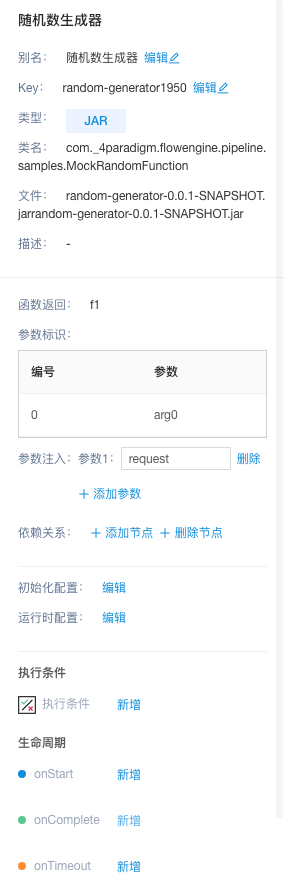 随机数生成器
别名： 随机数生成器 编辑
Key： random-generator1950 编辑
类型： JAR
类名： com._4paradigm.flowengine.pipeline.
samples.MockRandomFunction
文件： random-generator-0.0.1-SNAPSHOT.
jarrandom-generator-0.0.1-SNAPSHOT.jar
描述： -
函数返回： f1
参数标识：
编号 参数
0 arg0
参数注入： 参数1： request 删除
+ 添加参数
依赖关系： + 添加节点 + 删除节点
初始化配置： 编辑
运行时配置： 编辑
执行条件
执行条件 新增
生命周期
onStart 新增
onComplete 新增
onTimeout 新增